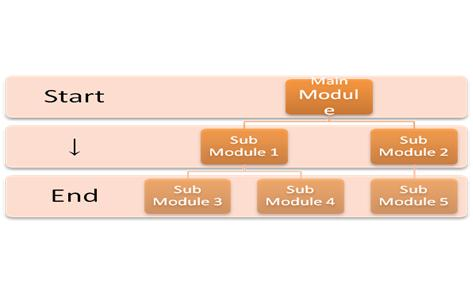 Start
Main
Modul
e
↓
Sub
Module 1
Sub
Module 2
End
Sub
Module 3
Sub
Module 4
Sub
Module 5